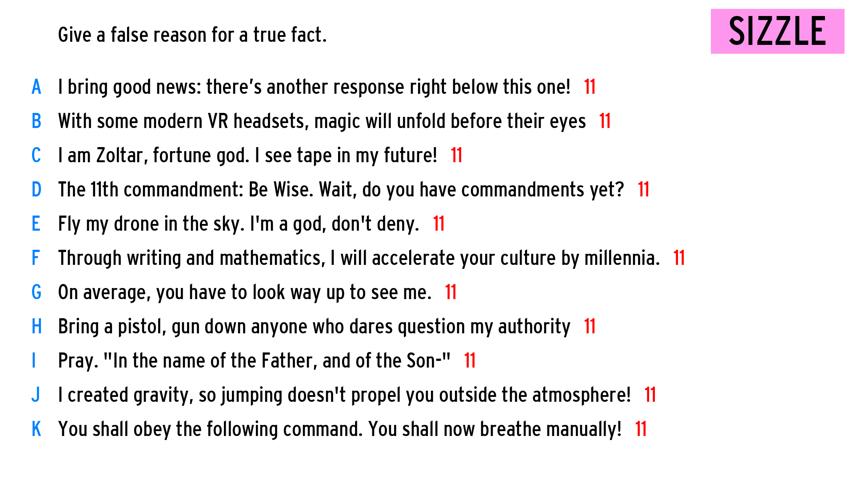 Give a false reason for a true fact.
SIZZLE
A I bring good news: there's another response right below this one! 11
B With some modern VR headsets, magic will unfold before their eyes 11
C I am Zoltar, fortune god. I see tape in my future! 11
D The 11th commandment: Be Wise. Wait, do you have commandments yet? 11
E Fly my drone in the sky. I'm a god, don't deny. 11
F Through writing and mathematics, I will accelerate your culture by millennia. 11
G On average, you have to look way up to see me. 11
H Bring a pistol, gun down anyone who dares question my authority 11
I Pray. "In the name of the Father, and of the Son-" 11
J I created gravity, so jumping doesn't propel you outside the atmosphere! 11
K You shall obey the following command. You shall now breathe manually! 11